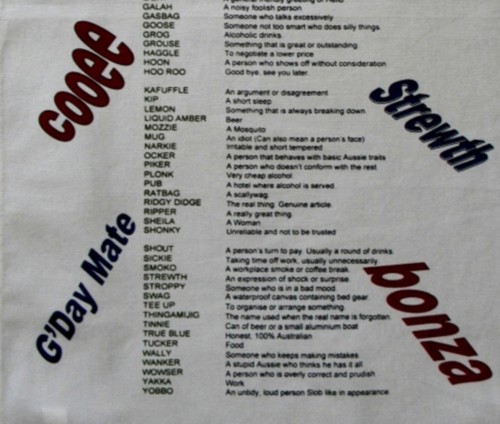 GALAH A noisy foolish person
GASBAG Someone who talks excessively
GOOSE Someone not too smart who does silly things.
GROG Alcoholic drinks.
GROUSE Something that is great or outstanding.
HAGGLE To negotiate a lower price
HOON A person who shows off without consideration
HOO ROO Good bye, see you later.
cooee
KAFUFFLE An argument or disagreement
KIP A short sleep
LEMON Something that is always breaking down.
LIQUID AMBER Beer
MOZZIE A Mosquito
MUG An idiot (Can also mean a person's face)
NARKIE Irritable and short tempered
OCKER A person that behaves with basic Aussie traits
PIKER A person who doesn't conform with the rest.
PLONK Very cheap alcohol.
PUB A hotel where alcohol is served.
RATBAG A scallywag.
RIDGY DIDGE The real thing. Genuine article.
RIPPER A really great thing.
SHEILA A Woman
SHONKY Unreliable and not to be trusted
Strewth
SHOUT A person's turn to pay. Usually a round of drinks.
SICKIE Taking time off work, usually unnecessarily.
SMOKO A workplace smoke or coffee break.
STREWTH An expression of shock or surprise.
STROPPY Someone who is in a bad mood
SWAG A waterproof canvas containing bed gear.
TEE UP To organise or arrange something.
THINGAMIJIG The name used when the real name is forgotten.
TINNIE Can of beer or a small aluminium boat
TRUE BLUE Honest, 100% Australian
TUCKER Food
WALLY Someone who keeps making mistakes
WANKER A stupid Aussie who thinks he has it all
WOWSER A person who is overly correct and prudish
YAKKA Work
YOBBO An untidy, loud person Slob like in appearance
G'Day Mate
bonza